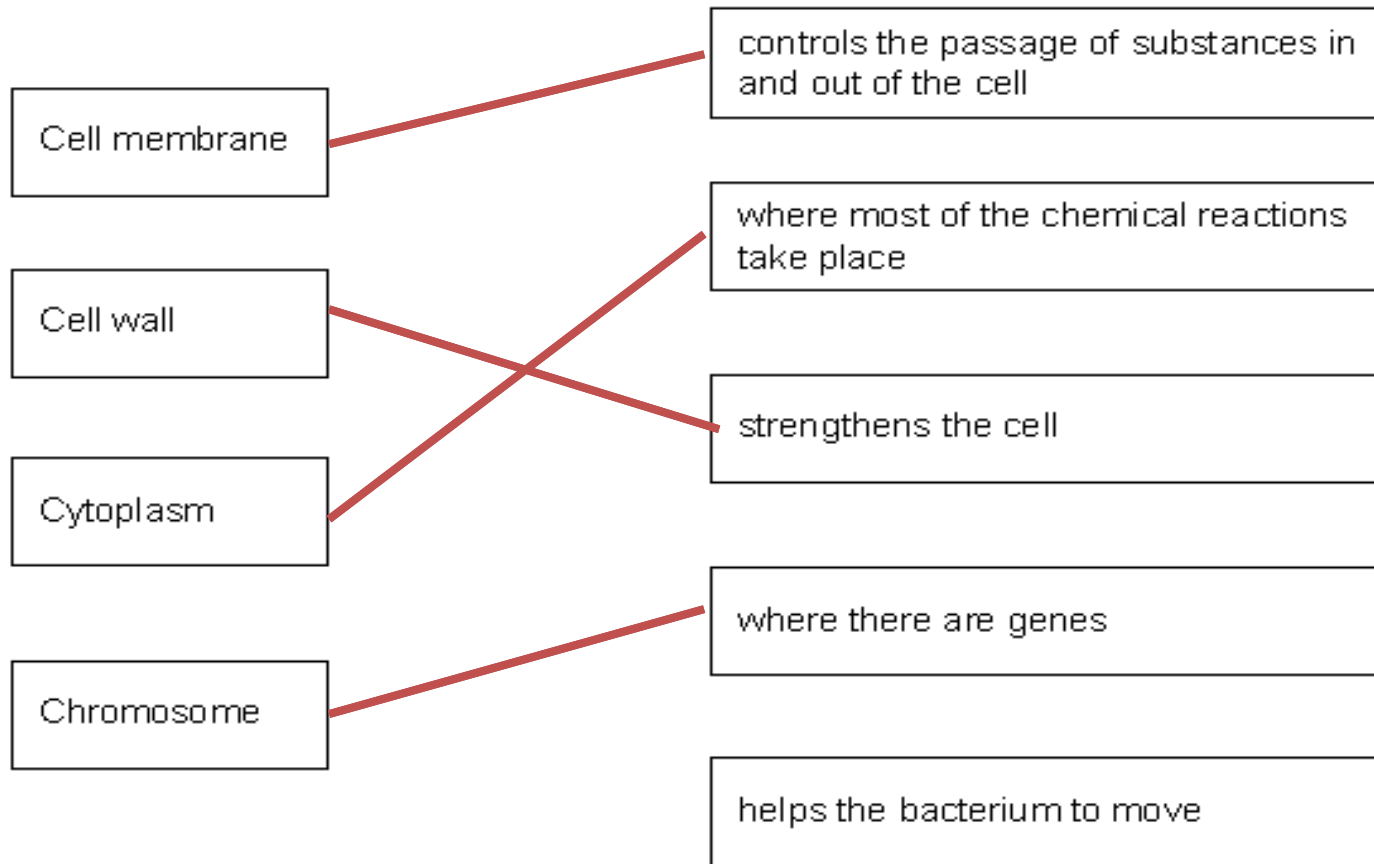 Cell membrane
Cell wall
Cytoplasm
Chromosome
controls the passage of substances in
and out of the cell
where most of the chemical reactions
take place
strengthens the cell
where there are genes
helps the bacterium to move